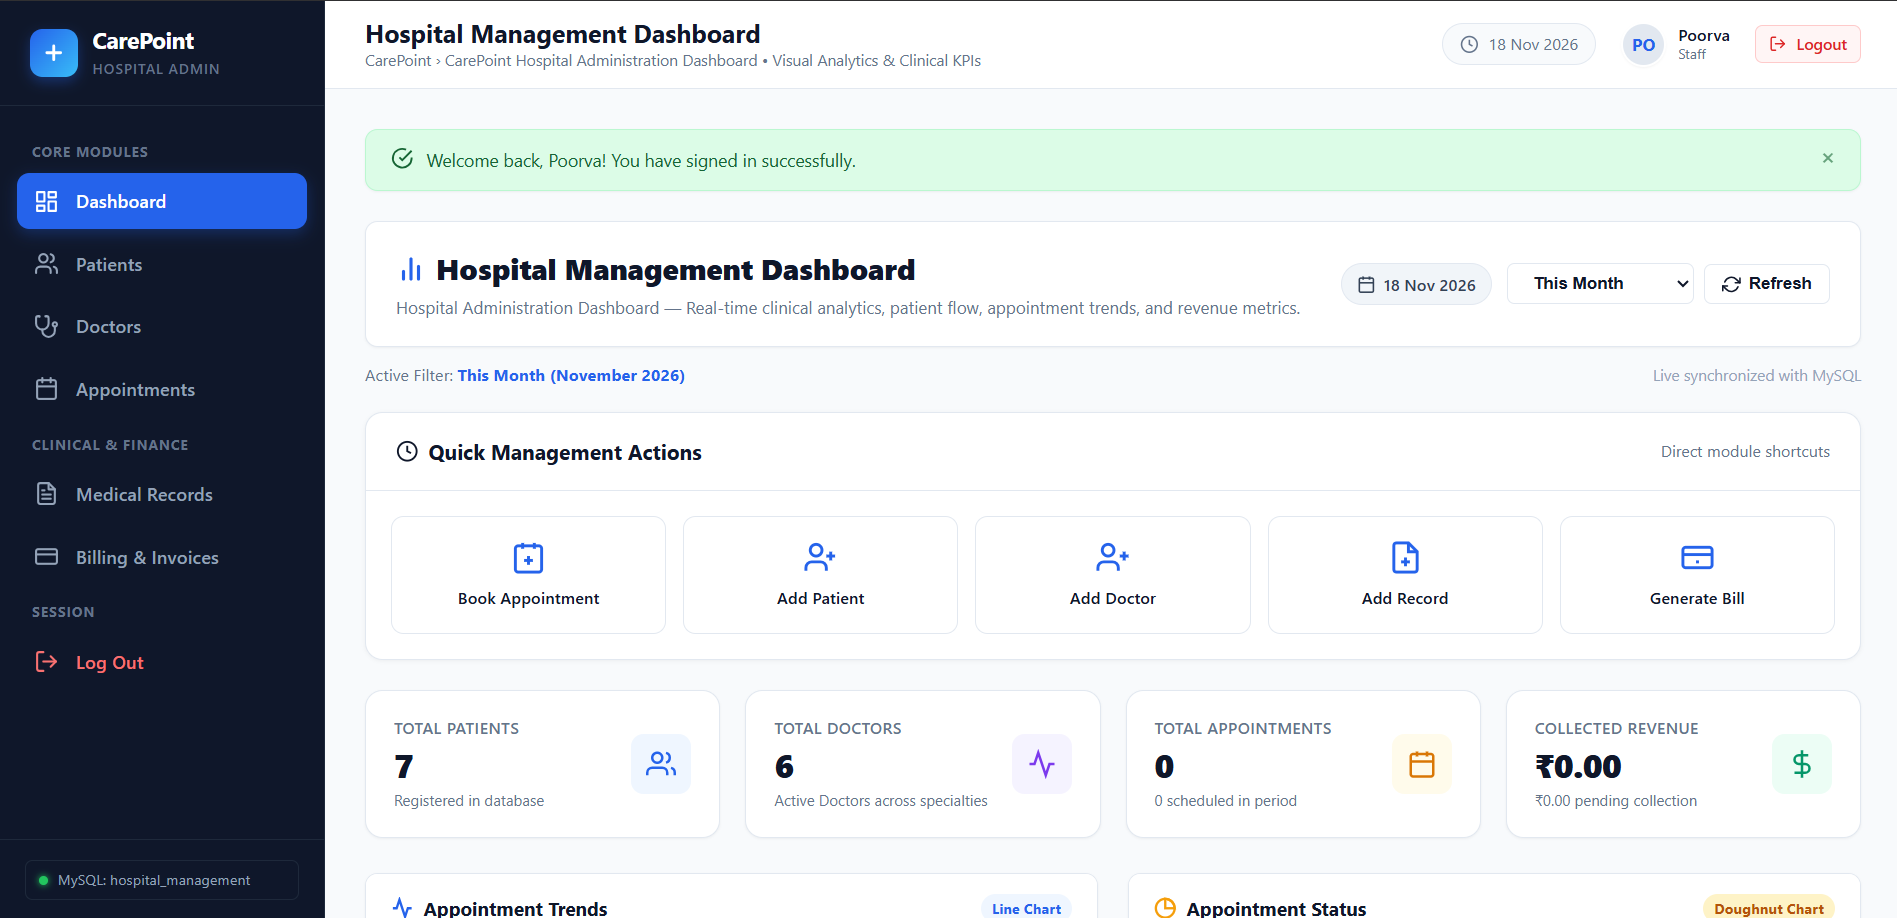 CarePoint
HOSPITAL ADMIN
CORE MODULES
Dashboard
Patients
Doctors
Appointments
CLINICAL & FINANCE
Medical Records
Billing & Invoices
SESSION
Log Out
MySQL: hospital_management
Hospital Management Dashboard
CarePoint › CarePoint Hospital Administration Dashboard • Visual Analytics & Clinical KPIs
18 Nov 2026
PO
Poorva
Staff
Logout
Welcome back, Poorva! You have signed in successfully.
×
Hospital Management Dashboard
Hospital Administration Dashboard — Real-time clinical analytics, patient flow, appointment trends, and revenue metrics.
18 Nov 2026
This Month
Refresh
Active Filter: This Month (November 2026)
Live synchronized with MySQL
Quick Management Actions
Direct module shortcuts
Book Appointment
Add Patient
Add Doctor
Add Record
Generate Bill
TOTAL PATIENTS
7
Registered in database
TOTAL DOCTORS
6
Active Doctors across specialties
TOTAL APPOINTMENTS
0
0 scheduled in period
COLLECTED REVENUE
₹0.00
₹0.00 pending collection
Appointment Trends
Line Chart
Appointment Status
Doughnut Chart